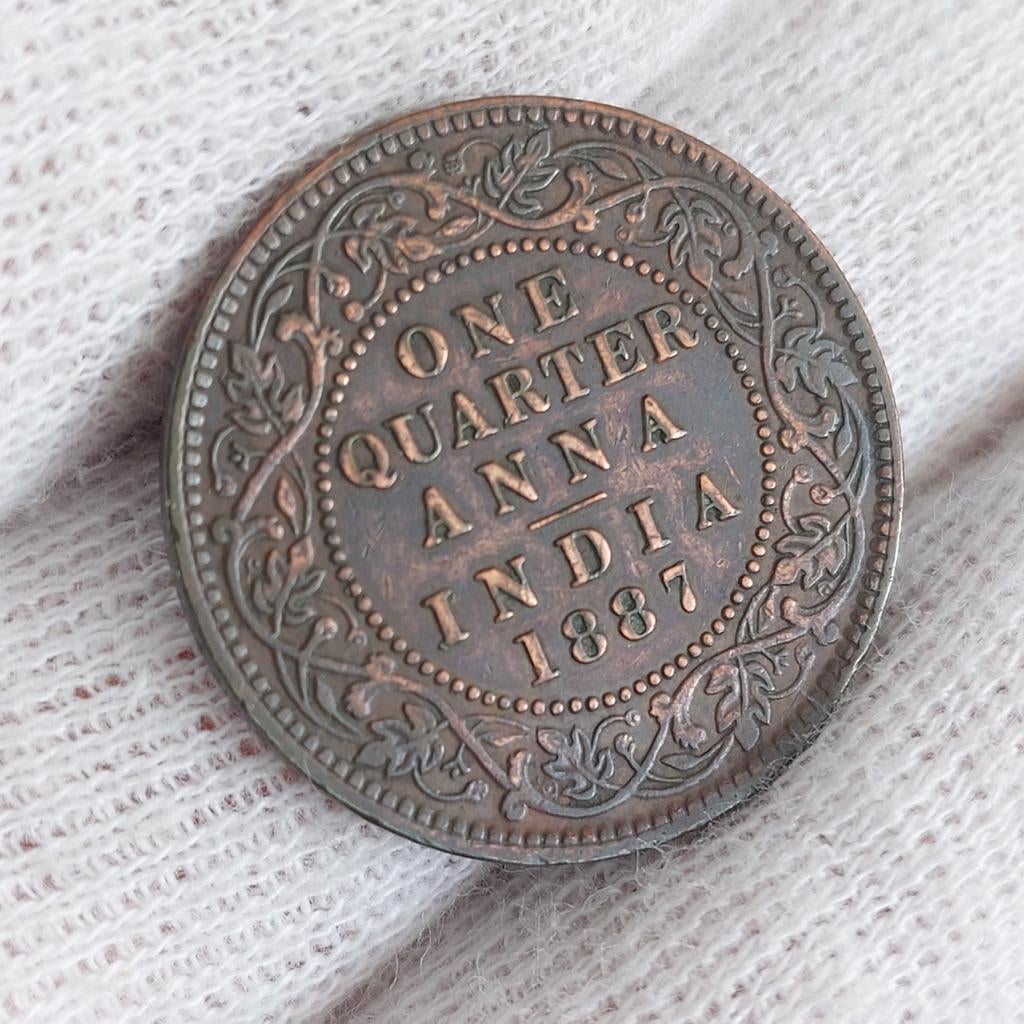 ONE
QUARTER
ANNA
INDIA
1887